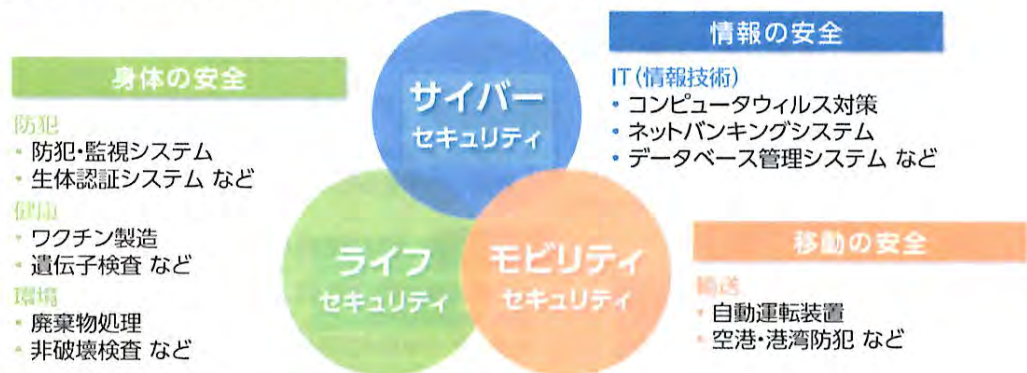 身体の安全
防犯
・防犯・監視システム
・生体認証システム など
健康
・ワクチン製造
・遺伝子検査 など
環境
・廃棄物処理
・非破壊検査 など
サイバー
セキュリティ
ライフ
セキュリティ
モビリティ
セキュリティ
情報の安全
IT(情報技術)
・コンピュータウィルス対策
・ネットバンキングシステム
・データベース管理システム など
移動の安全
輸送
・自動運転装置
・空港・港湾防犯 など